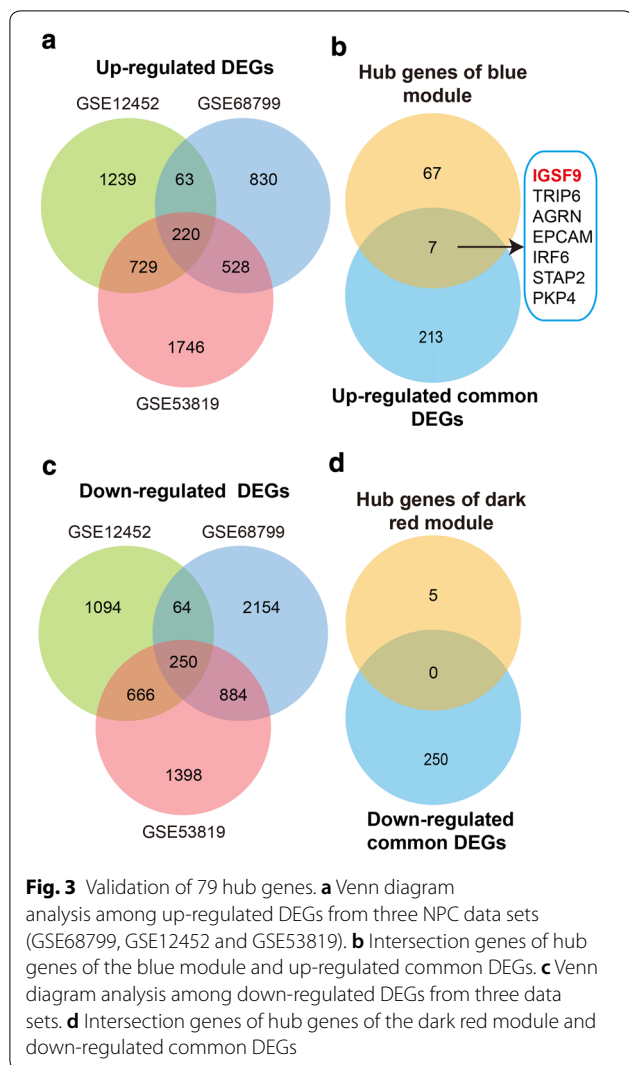 a
Up-regulated DEGs
GSE12452
GSE68799
1239
63
830
220
729
528
1746
GSE53819
b
Hub genes of blue
module
67
7
213
IGSF9
TRIP6
AGRN
EPCAM
IRF6
STAP2
PKP4
Up-regulated common
DEGs
c
Down-regulated DEGs
GSE12452
GSE68799
1094
64
2154
250
666
884
1398
GSE53819
d
Hub genes of dark
red module
5
0
250
Down-regulated
common DEGs
Fig. 3 Validation of 79 hub genes. a Venn diagram
analysis among up-regulated DEGs from three NPC data sets
(GSE68799, GSE12452 and GSE53819). b Intersection genes of hub
genes of the blue module and up-regulated common DEGs. c Venn
diagram analysis among down-regulated DEGs from three data
sets. d Intersection genes of hub genes of the dark red module and
down-regulated common DEGs